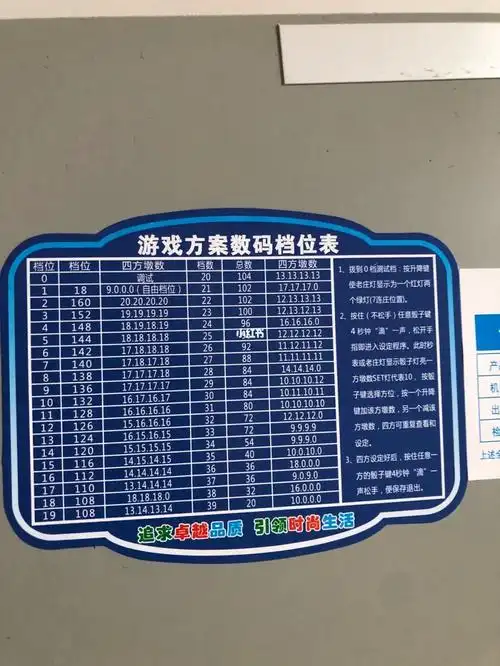 游戏方案数码档位表
档位 档位 四方墩数 档数 总数 四方墩数
0 调试 20 104 13.13.13.13
1 18 9.0.0.0(自由档位) 21 102 17.17.17.0
2 160 20.20.20.20 22 102 12.13.13.13
3 152 19.19.19.19 23 100 12.13.12.13
4 148 18.19.18.19 24 96 16.16.16.0
5 144 18.18.18.18 25 小红书 12.12.12.12
6 142 17.18.18.18 26 92 11.12.11.12
7 140 17.18.17.18 27 88 11.11.11.11
8 138 17.17.17.18 28 84 14.14.14.0
9 136 17.17.17.17 29 84 10.10.10.12
10 132 16.17.16.17 30 84 10.11.10.11
11 128 16.16.16.16 31 80 10.10.10.10
12 126 15.16.16.16 32 72 12.12.12.0
13 124 15.16.15.16 33 72 9.9.9.9
14 120 15.15.15.15 34 54 9.9.9.0
15 116 14.15.14.15 35 40 10.0.10.0
16 112 14.14.14.14 36 36 18.0.0.0
17 110 13.14.14.14 37 36 9.0.9.0
18 108 18.18.18.0 38 32 16.0.0.0
19 108 13.14.13.14 39 20 10.0.0.0
1、拨到0档测试档：按升降键
使老庄灯显示为一个红灯两
个绿灯(?连庄位置)。
2、按住（不松手）任意骰子键
4秒钟“滴”一声，松开手
指即进入设定程序。此时秒
表或老庄灯显示骰子灯亮一
方墩数SET灯代表10，按骰
子键选择方位，按一个升降
键加该方墩数，另一个减该
方墩数，四方可重复查看和
设定。
3、四方设定好后，按住任意一
方的骰子键4秒钟“滴”一
声松手，便保存退出。
追求卓越品质 引领时尚生活
产
机
出
检
上述全